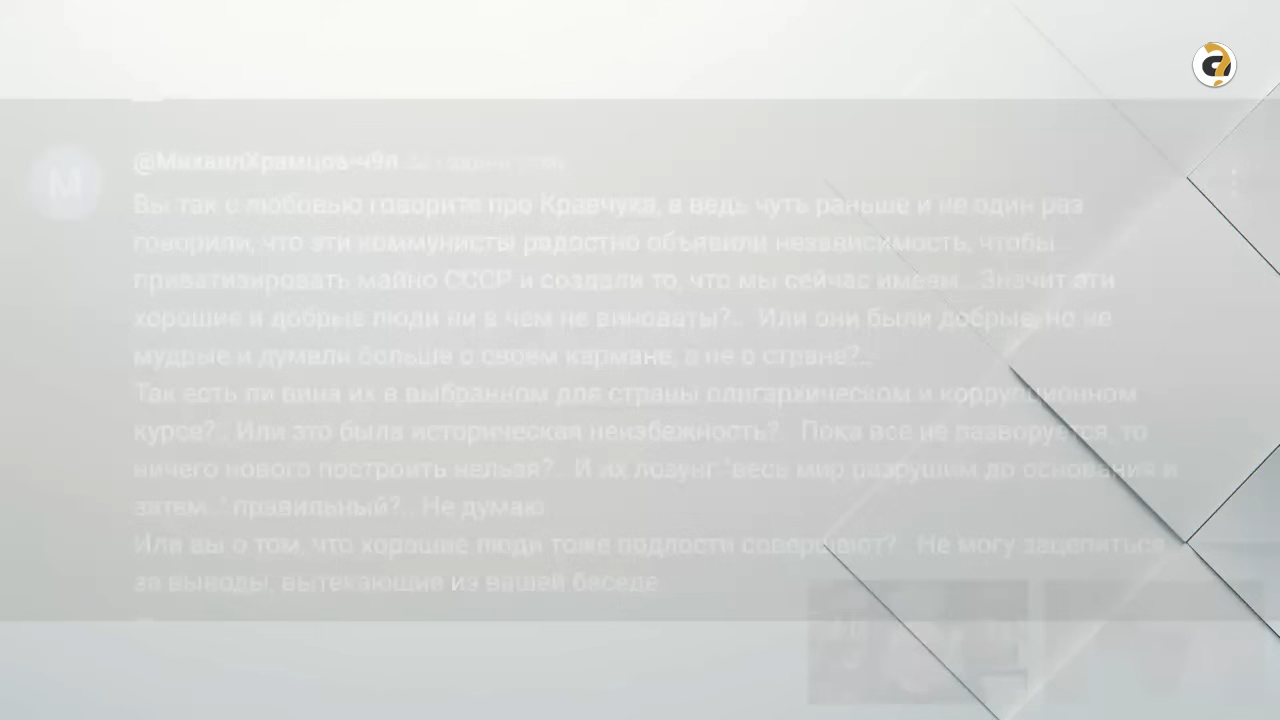 М
@МихаилХрамцов-ч9п
Вы так с любовью говорите про Кравчука, а ведь чуть раньше и не один раз
говорили, что эти коммунисты радостно объявили независимость, чтобы
приватизировать майно СССР и создали то, что мы сейчас имеем.. Значит эти
хорошие и добрые люди ни в чем не виноваты?.. Или они были добрые, но не
мудрые и думали больше о своем кармане, а не о стране?..
Так есть ли вина их в выбранном для страны олигархическом и коррупционном
курсе?.. Или это была историческая неизбежность?.. Пока все не разворуется, то
ничего нового построить нельзя?.. И их лозунг "весь мир разрушим до основания и
затем.." правильный?.. Не думаю.
Или вы о том, что хорошие люди тоже подлости совершают?.. Не могу зацепиться
за выводы, вытекающие из вашей беседе